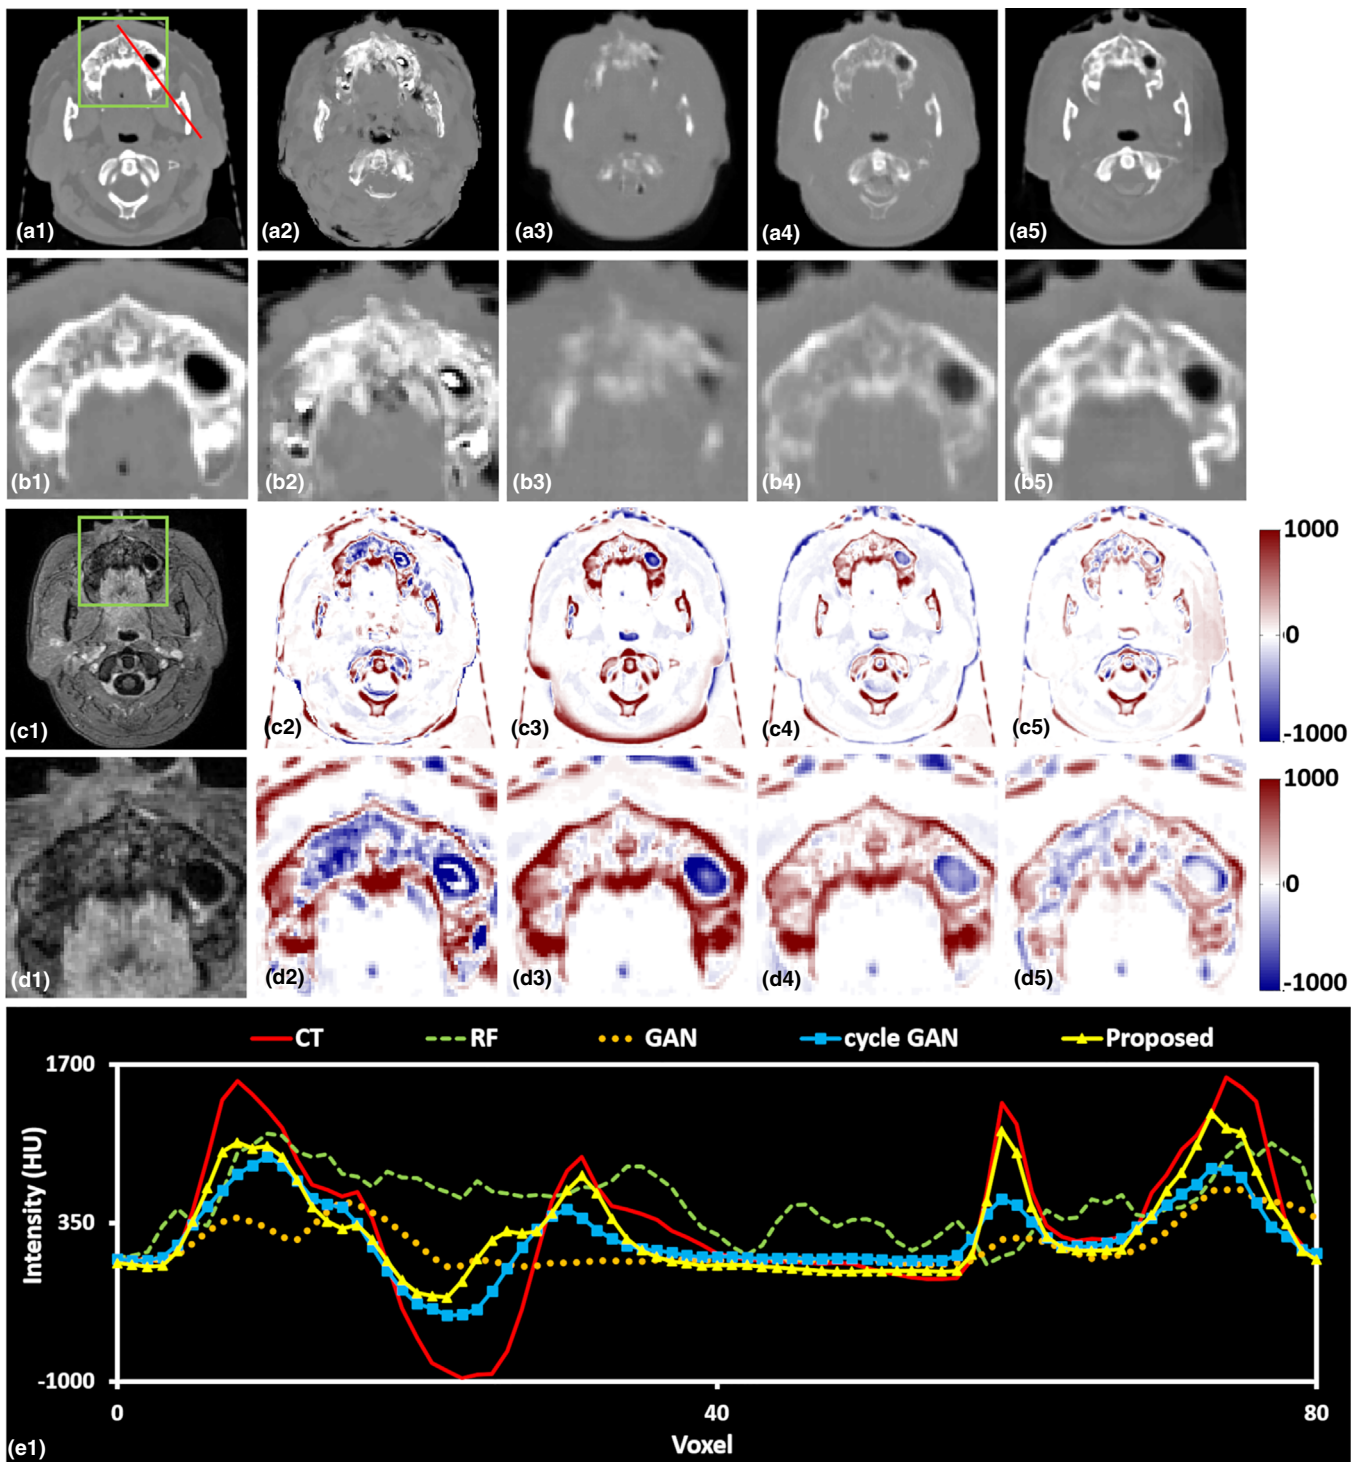 (a1) (a2) (a3) (a4) (a5)
(b1) (b2) (b3) (b4) (b5)
1000
0
(c1) (c2) (c3) (c4) (c5)
-1000
1000
0
(d1) (d2) (d3) (d4) (d5)
-1000
CT RF GAN cycle GAN Proposed
1700
350
-1000
Intensity (HU)
0 40 80
Voxel
(e1)